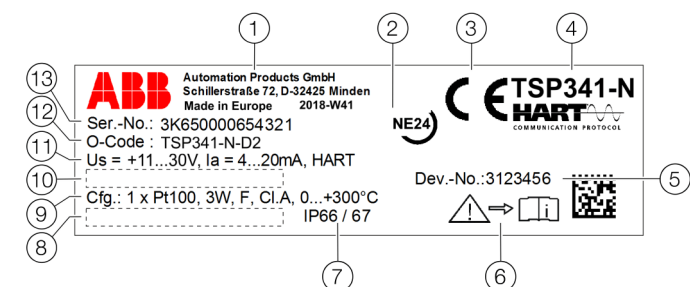 1
2
3
4
ABB
Automation Products GmbH
Schillerstraße 72, D-32425 Minden
Made in Europe 2018-W41
NE24
CE
TSP341-N
HART
COMMUNICATION PROTOCOL
13
Ser.-No.: 3K650000654321
12
O-Code : TSP341-N-D2
11
Us = +11...30V, Ia = 4...20mA, HART
10
Dev.-No.:3123456
5
9
Cfg.: 1 x Pt100, 3W, F, Cl.A, 0...+300°C
i
8
IP66 / 67
7
6